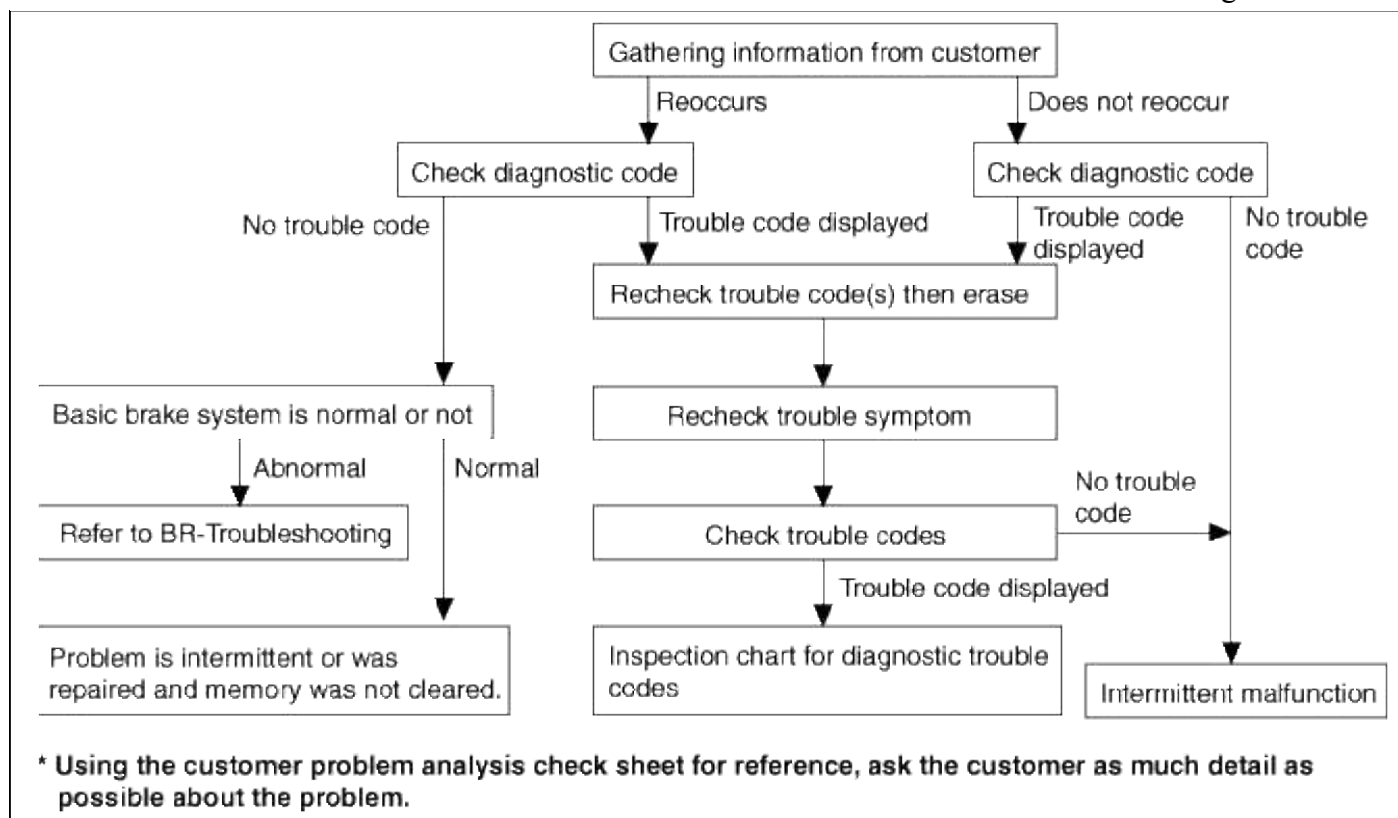 Gathering information from customer
Reoccurs
Does not reoccur
Check diagnostic code
Check diagnostic code
No trouble code
Trouble code displayed
Trouble code
displayed
No trouble
code
Recheck trouble code(s) then erase
Basic brake system is normal or not
Recheck trouble symptom
Abnormal
Normal
No trouble
code
Refer to BR-Troubleshooting
Check trouble codes
Trouble code displayed
Problem is intermittent or was
repaired and memory was not cleared.
Inspection chart for diagnostic trouble
codes
Intermittent malfunction
* Using the customer problem analysis check sheet for reference, ask the customer as much detail as
possible about the problem.